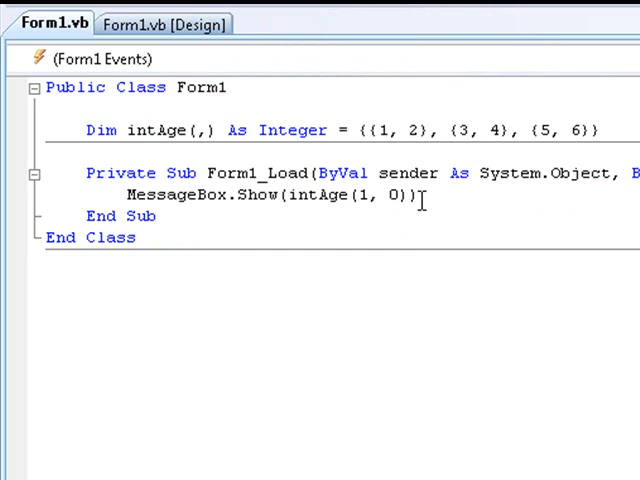 Form1.vb Form1.vb [Design]
(Form1 Events)
Public Class Form1
Dim intAge(,) As Integer = {{1, 2}, {3, 4}, {5, 6}}
Private Sub Form1_Load(ByVal sender As System.Object, B
MessageBox.Show(intAge(1, 0))
End Sub
End Class